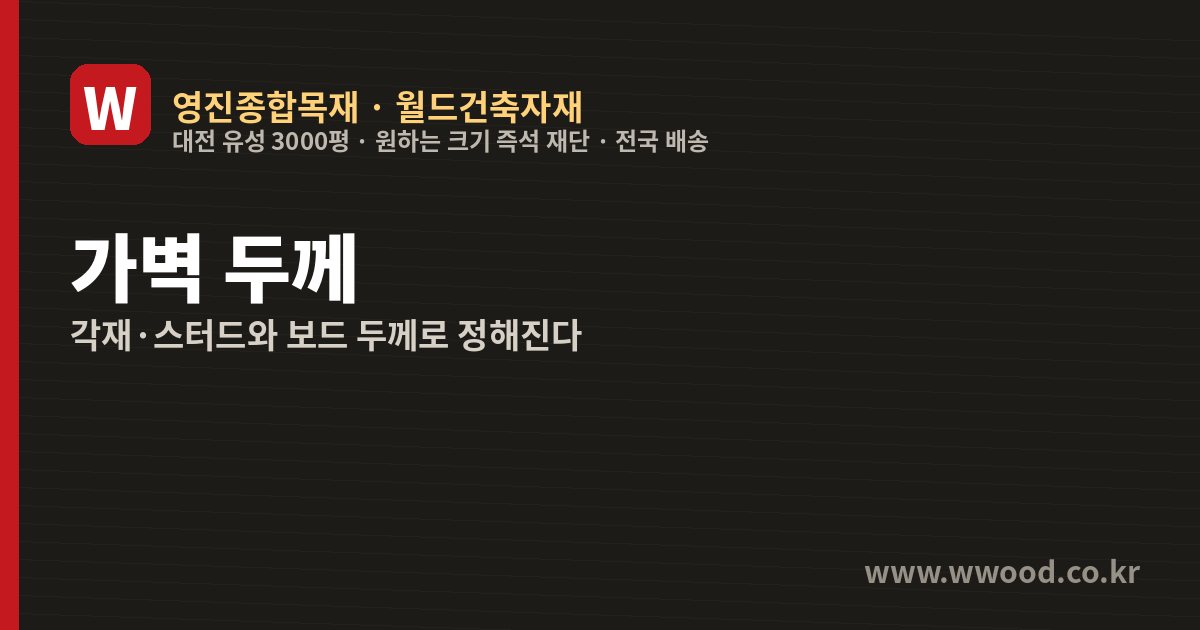 W
영진종합목재 · 월드건축자재
대전 유성 3000평 · 원하는 크기 즉석 재단 · 전국 배송
가벽 두께
각재·스터드와 보드 두께로 정해진다
www.wwood.co.kr